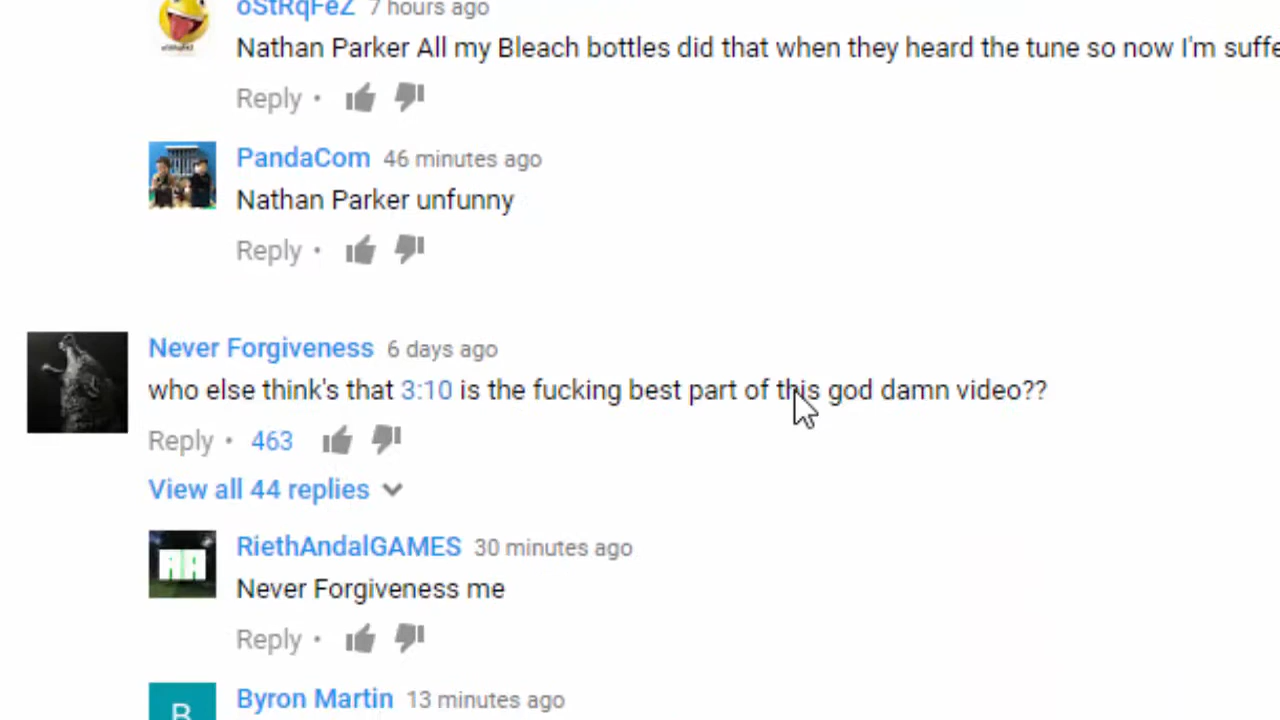 oStRqFeZ 7 hours ago
Nathan Parker All my Bleach bottles did that when they heard the tune so now I'm
Reply •
PandaCom 46 minutes ago
Nathan Parker unfunny
Reply •
Never Forgiveness 6 days ago
who else think's that 3:10 is the fucking best part of this god damn video??
Reply • 463
View all 44 replies
RiethAndalGAMES 30 minutes ago
Never Forgiveness me
Reply •
B
Byron Martin 13 minutes ago